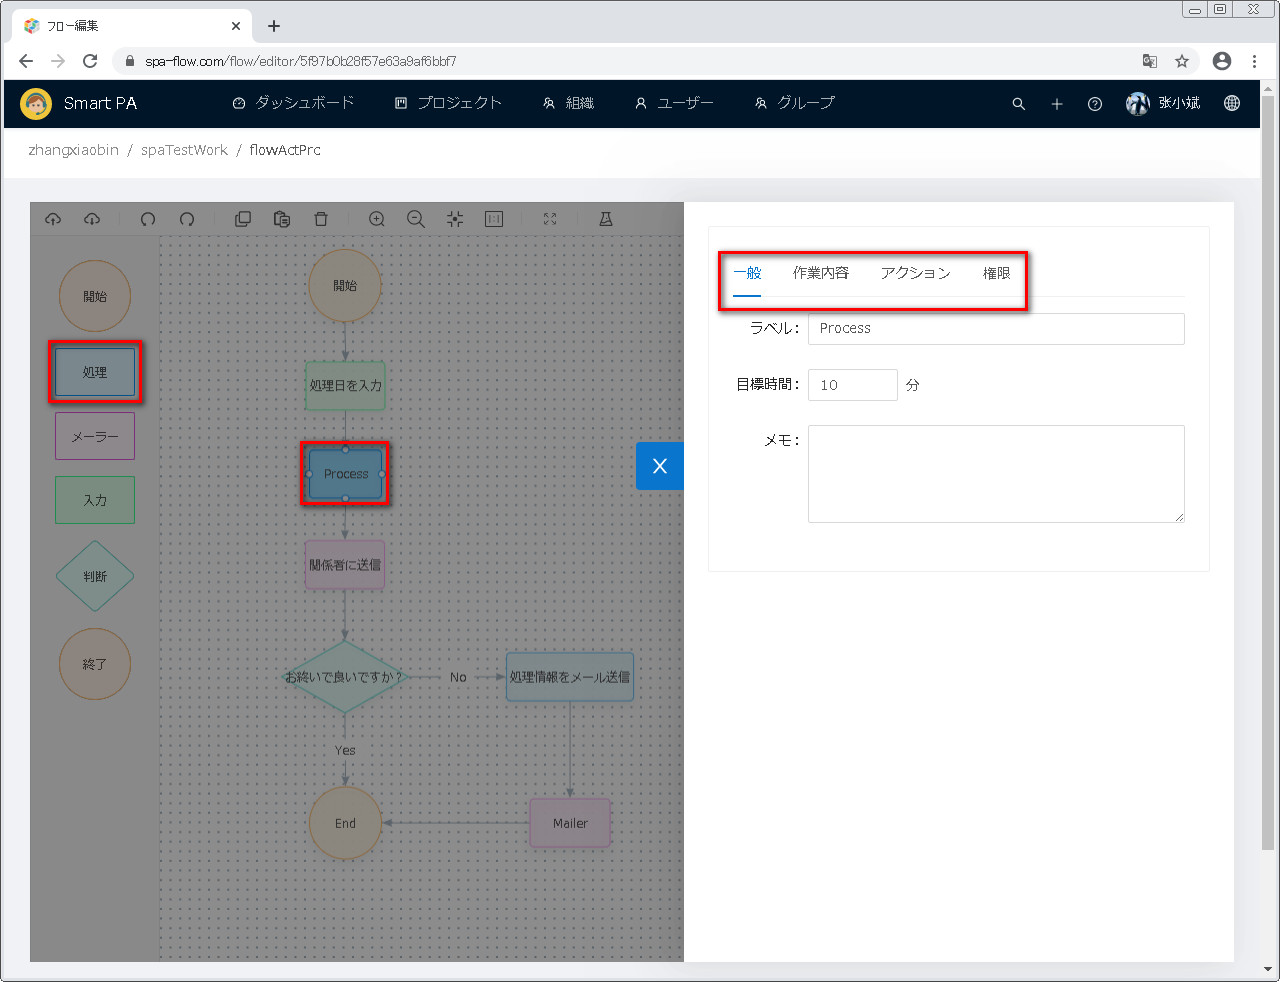 フロー編集
spa-flow.com/flow/editor/5f97b0b28f57e63a9af6bbf7
Smart PA
ダッシュボード
プロジェクト
組織
ユーザー
グループ
张小斌
zhangxiaobin / spaTestWork / flowActPrc
1:1
開始
処理
メーラー
入力
判断
終了
開始
処理日を入力
Process
関係者に送信
お終いで良いですか？
No
処理情報をメール送信
Yes
End
Mailer
X
一般
作業内容
アクション
権限
ラベル：
Process
目標時間：
10
分
メモ：